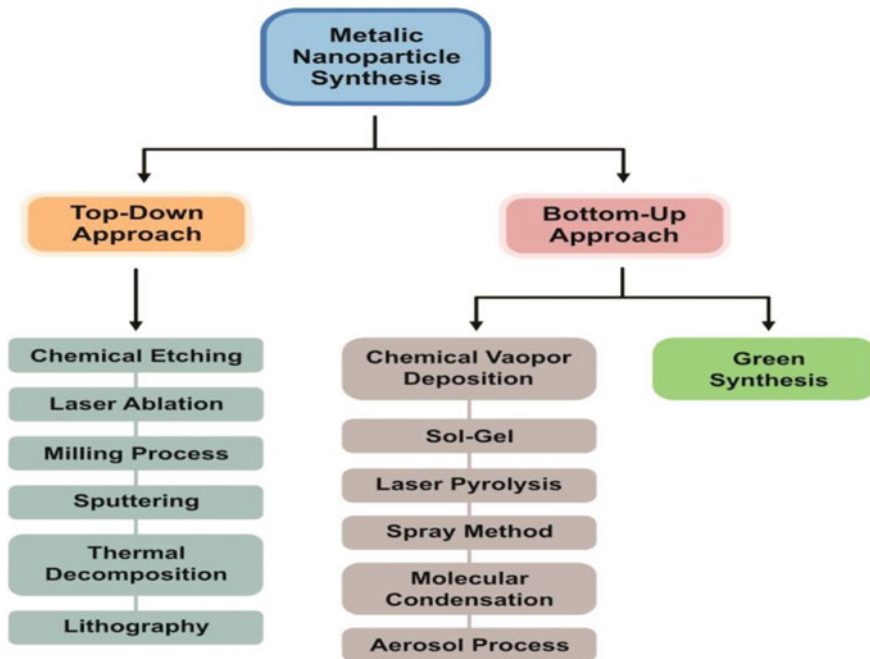 Metalic
Nanoparticle
Synthesis
Top-Down
Approach
Bottom-Up
Approach
Chemical Etching
Laser Ablation
Milling Process
Sputtering
Thermal
Decomposition
Lithography
Chemical Vaopor
Deposition
Sol-Gel
Laser Pyrolysis
Spray Method
Molecular
Condensation
Aerosol Process
Green
Synthesis